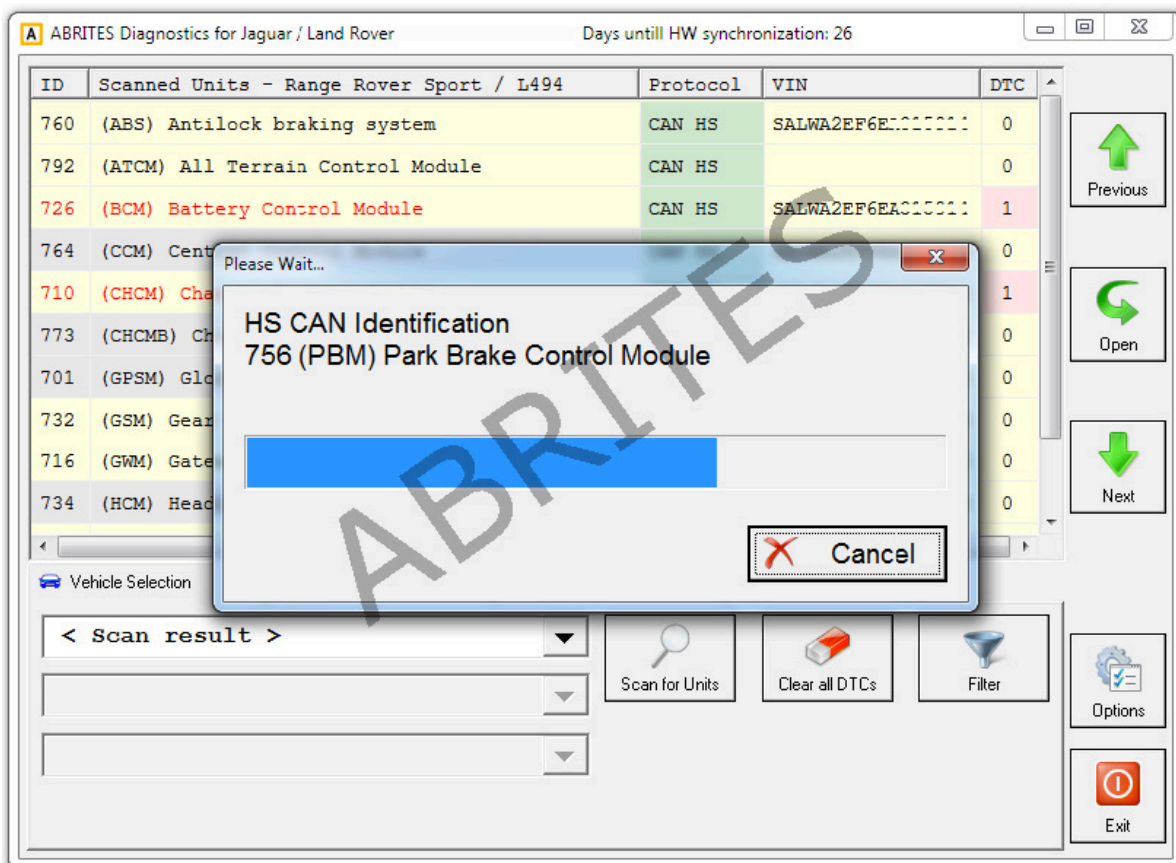 A ABRITES Diagnostics for Jaguar / Land Rover Days untill HW synchronization: 26
ID Scanned Units - Range Rover Sport / L494 Protocol VIN DTC
760 (ABS) Antilock braking system CAN HS 0
792 (ATCM) All Terrain Control Module CAN HS 0
726 (BCM) Battery Control Module CAN HS 1
764 (CCM) Cent 0
710 (CHCM) Cha 1
773 (CHCMB) Ch 0
701 (GPSM) Glo 0
732 (GSM) Gear 0
716 (GWM) Gate 0
734 (HCM) Head 0
Please Wait...
HS CAN Identification
756 (PBM) Park Brake Control Module
Cancel
ABRITES
Previous
Open
Next
Vehicle Selection
< Scan result >
Scan for Units
Clear all DTCs
Filter
Options
Exit